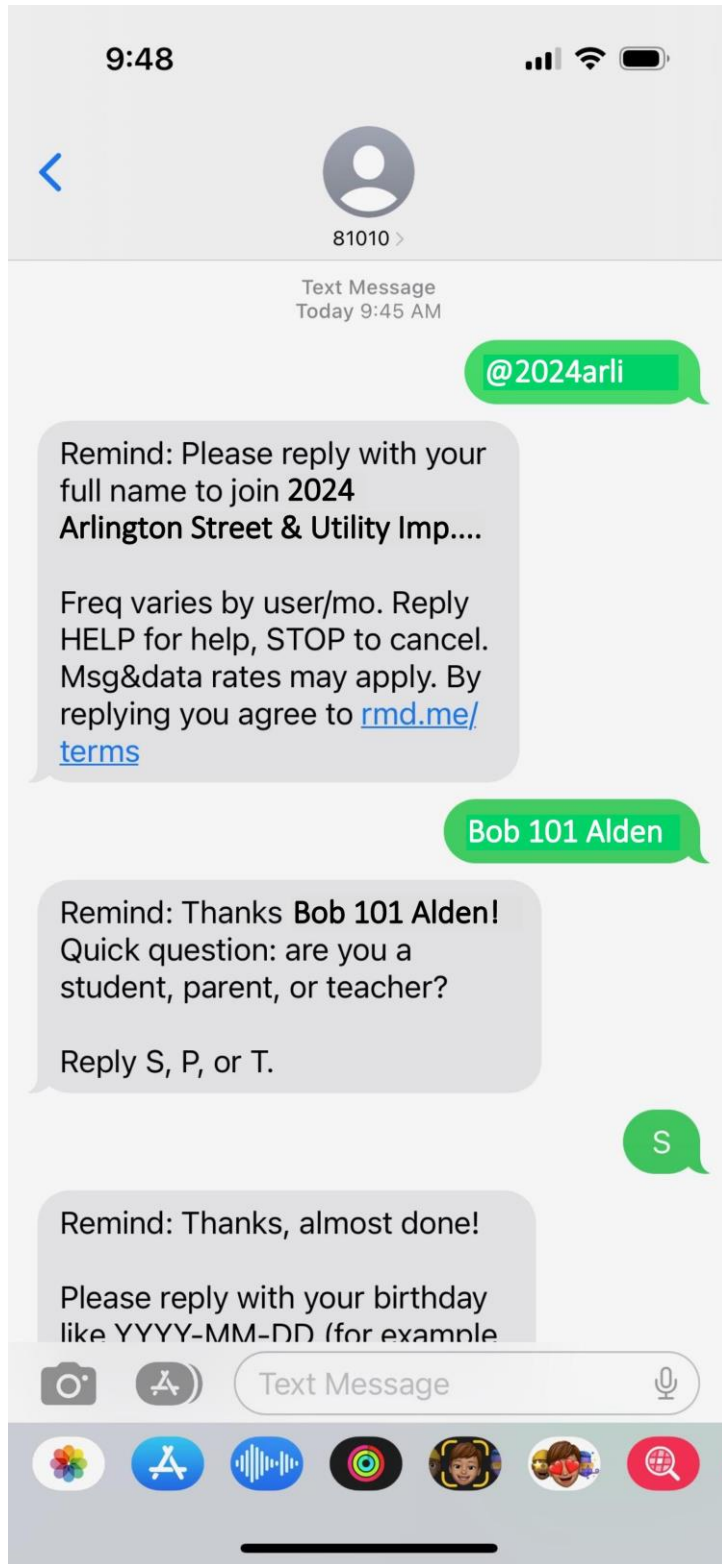 9:48
81010
Text Message
Today 9:45 AM
@2024arli
Remind: Please reply with your
full name to join 2024
Arlington Street & Utility Imp....
Freq varies by user/mo. Reply
HELP for help, STOP to cancel.
Msg&data rates may apply. By
replying you agree to rmd.me/
terms
Bob 101 Alden
Remind: Thanks Bob 101 Alden!
Quick question: are you a
student, parent, or teacher?
Reply S, P, or T.
S
Remind: Thanks, almost done!
Please reply with your birthday
like YYYY-MM-DD (for example
Text Message